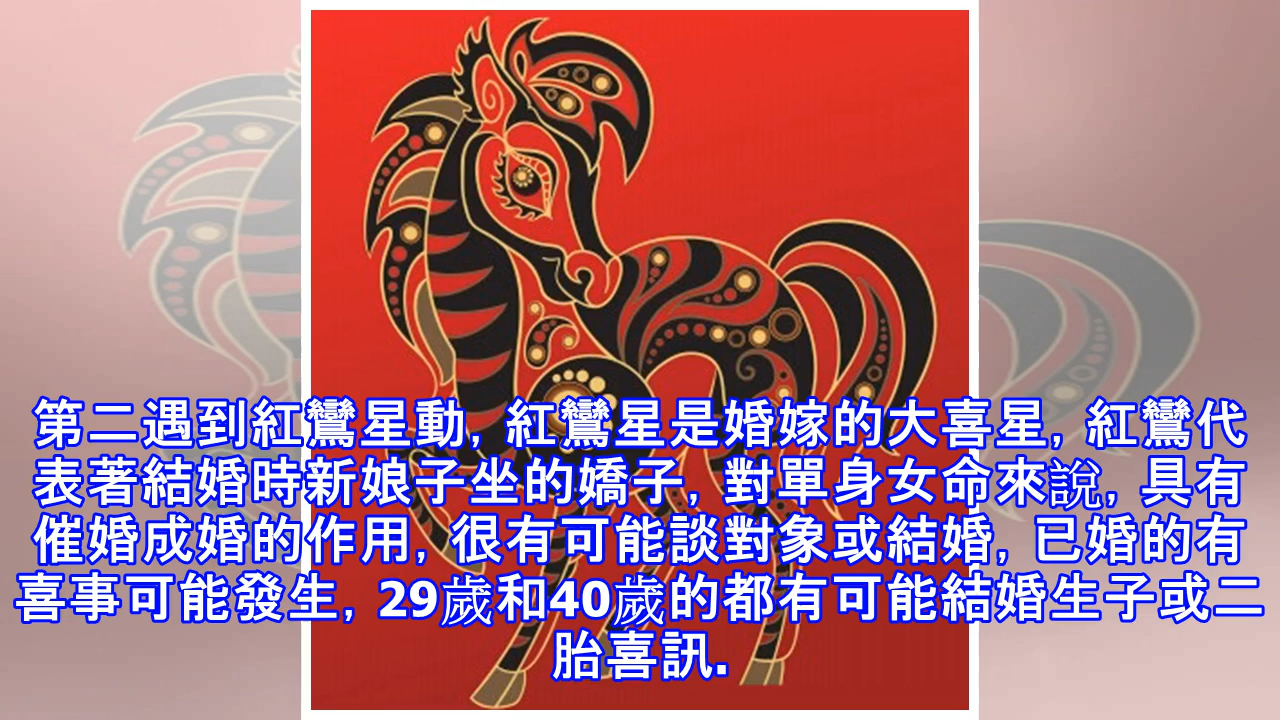 第二遇到紅鸞星動, 紅鸞星是婚嫁的大喜星, 紅鸞代
表著結婚時新娘子坐的嬌子, 對單身女命來說, 具有
催婚成婚的作用, 很有可能談對象或結婚, 已婚的有
喜事可能發生, 29歲和40歲的都有可能結婚生子或二
胎喜訊.